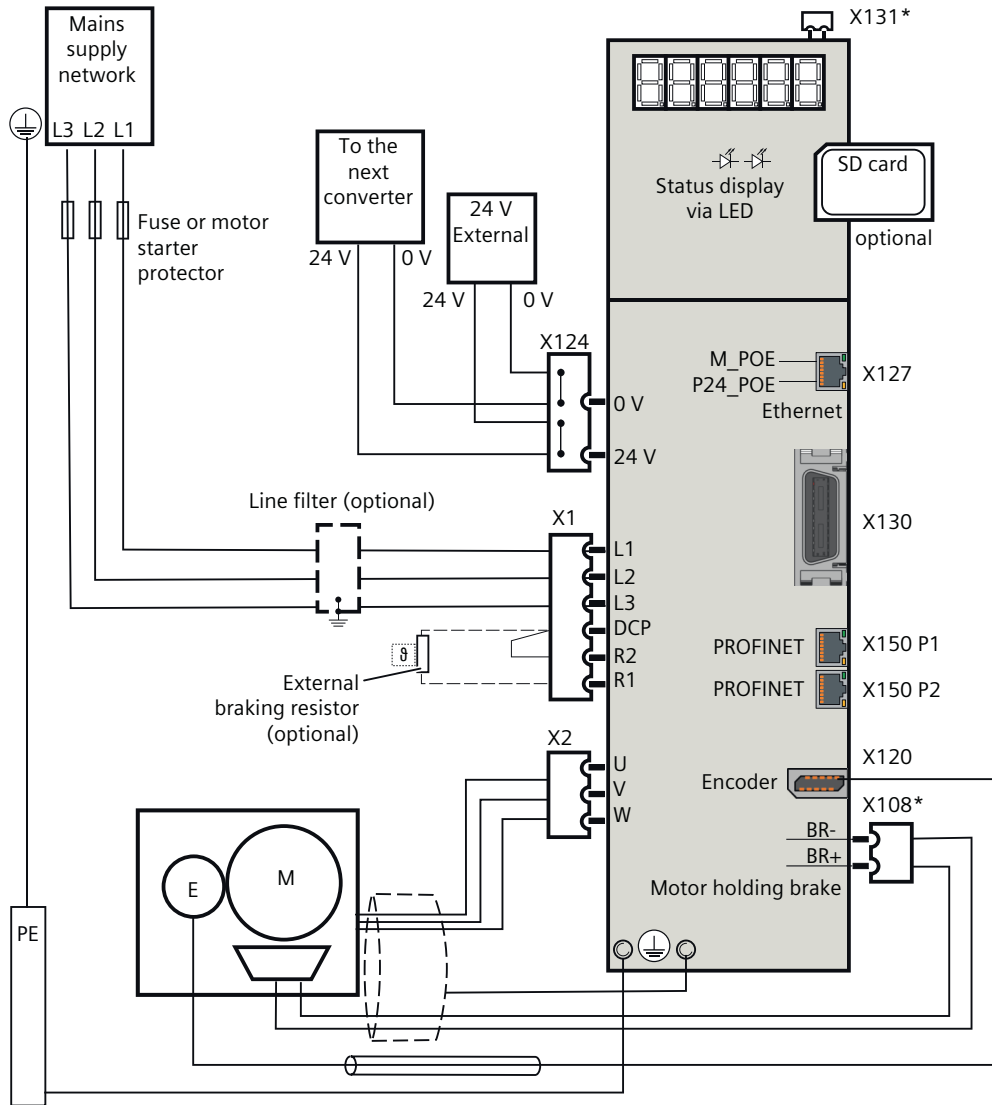 Mains
supply
network
L3 L2 L1
Fuse or motor
starter
protector
To the
next
converter
24 V
0 V
24 V
External
24 V
0 V
X131*
SD card
optional
Status display
via LED
X124
0 V
24 V
M_POE
P24_POE
Ethernet
X127
X130
Line filter (optional)
X1
L1
L2
L3
DCP
R2
R1
ϑ
External
braking resistor
(optional)
PROFINET
X150 P1
PROFINET
X150 P2
X2
U
V
W
Encoder
X120
X108*
BR-
BR+
Motor holding brake
E
M
PE